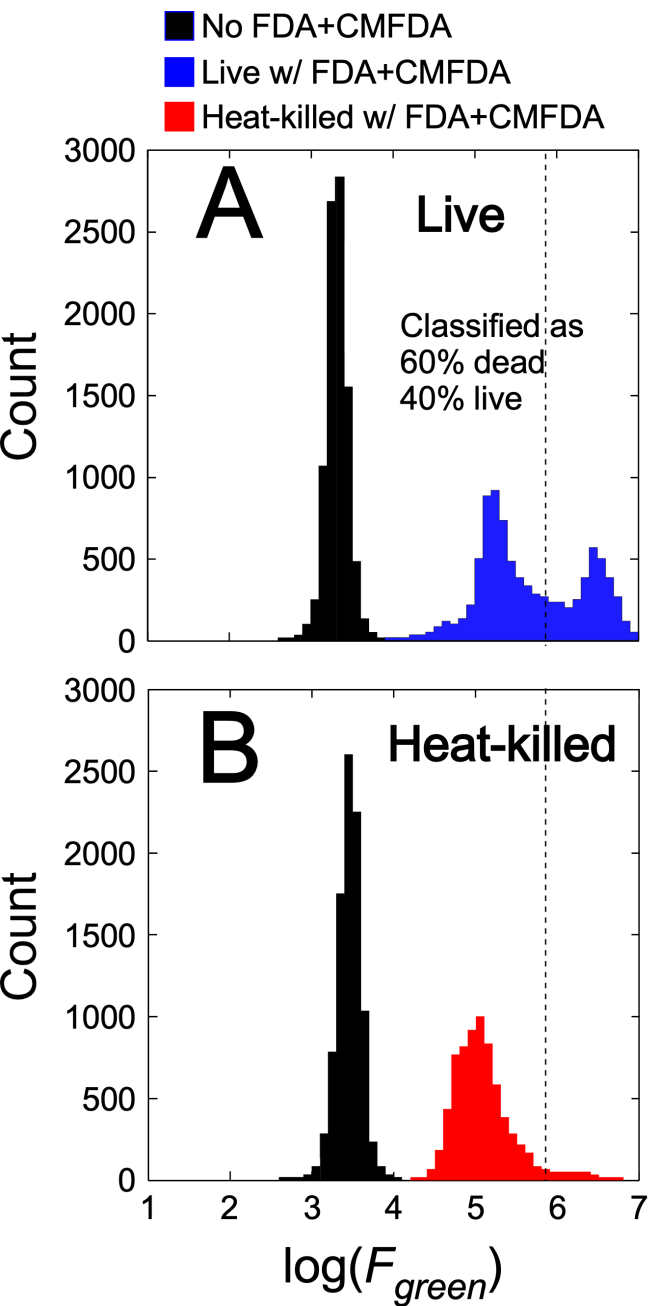 No FDA+CMFDA
Live w/ FDA+CMFDA
Heat-killed w/ FDA+CMFDA
3000
2500
2000
1500
1000
500
0
Count
A
Live
Classified as
60% dead
40% live
3000
2500
2000
1500
1000
500
0
Count
B
Heat-killed
1 2 3 4 5 6 7
log(Fgreen)